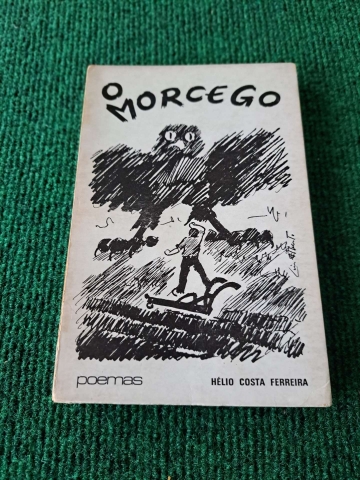 O
MORCEGO
poemas
HÉLIO COSTA FERREIRA